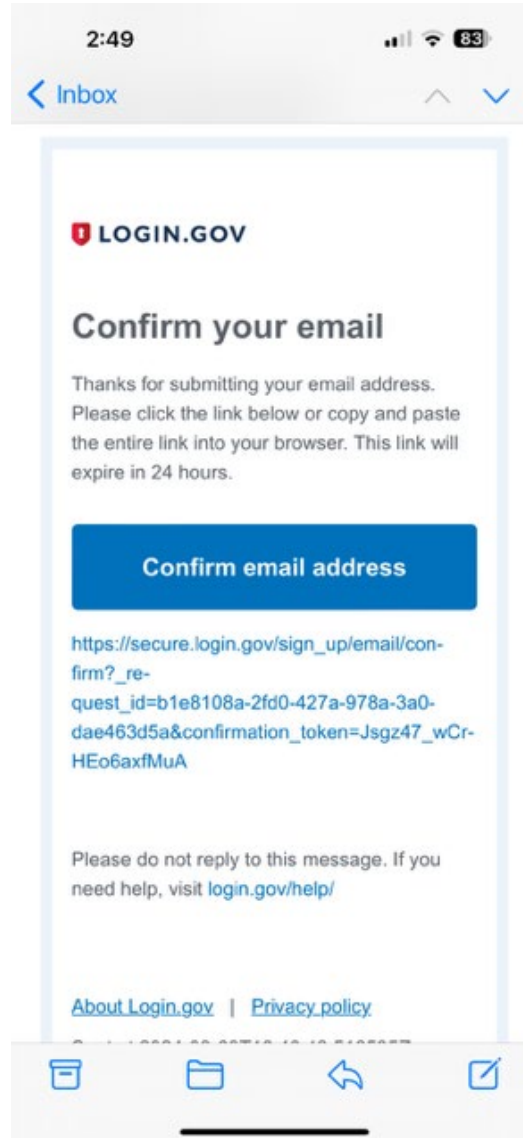 2:49
83
Inbox
LOGIN.GOV
Confirm your email
Thanks for submitting your email address.
Please click the link below or copy and paste
the entire link into your browser. This link will
expire in 24 hours.
Confirm email address
https://secure.login.gov/sign_up/email/con-
firm?_re-
quest_id=b1e8108a-2fd0-427a-978a-3a0-
dae463d5a&confirmation_token=Jsgz47_wCr-
HEo6axfMuA
Please do not reply to this message. If you
need help, visit login.gov/help/
About Login.gov | Privacy policy